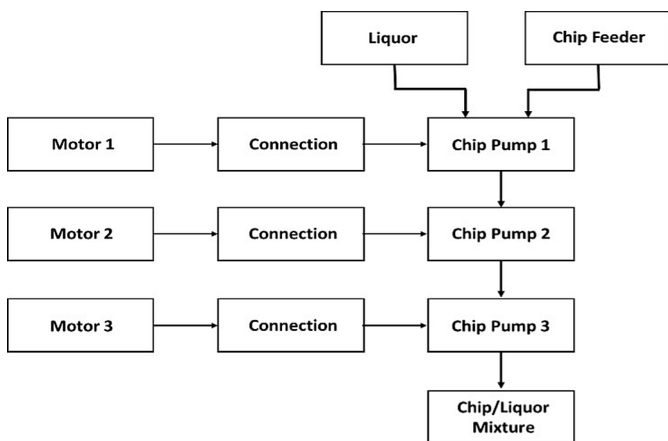 Liquor
Chip Feeder
Motor 1
Connection
Chip Pump 1
Motor 2
Connection
Chip Pump 2
Motor 3
Connection
Chip Pump 3
Chip/Liquor
Mixture